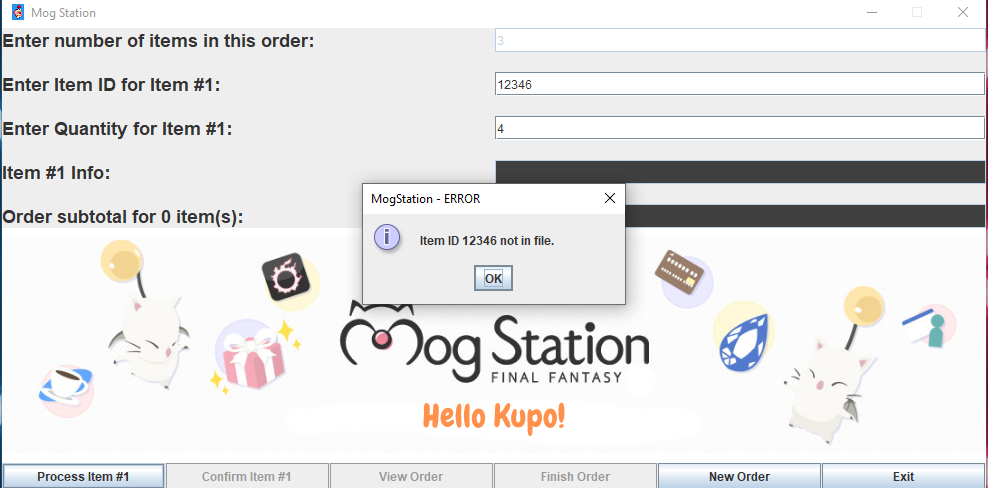 Mog Station
Enter number of items in this order:
3
Enter Item ID for Item #1:
12346
Enter Quantity for Item #1:
4
Item #1 Info:
Order subtotal for 0 item(s):
MogStation - ERROR
Item ID 12346 not in file.
OK
Mog Station
FINAL FANTASY
Hello Kupo!
Process Item #1
Confirm Item #1
View Order
Finish Order
New Order
Exit